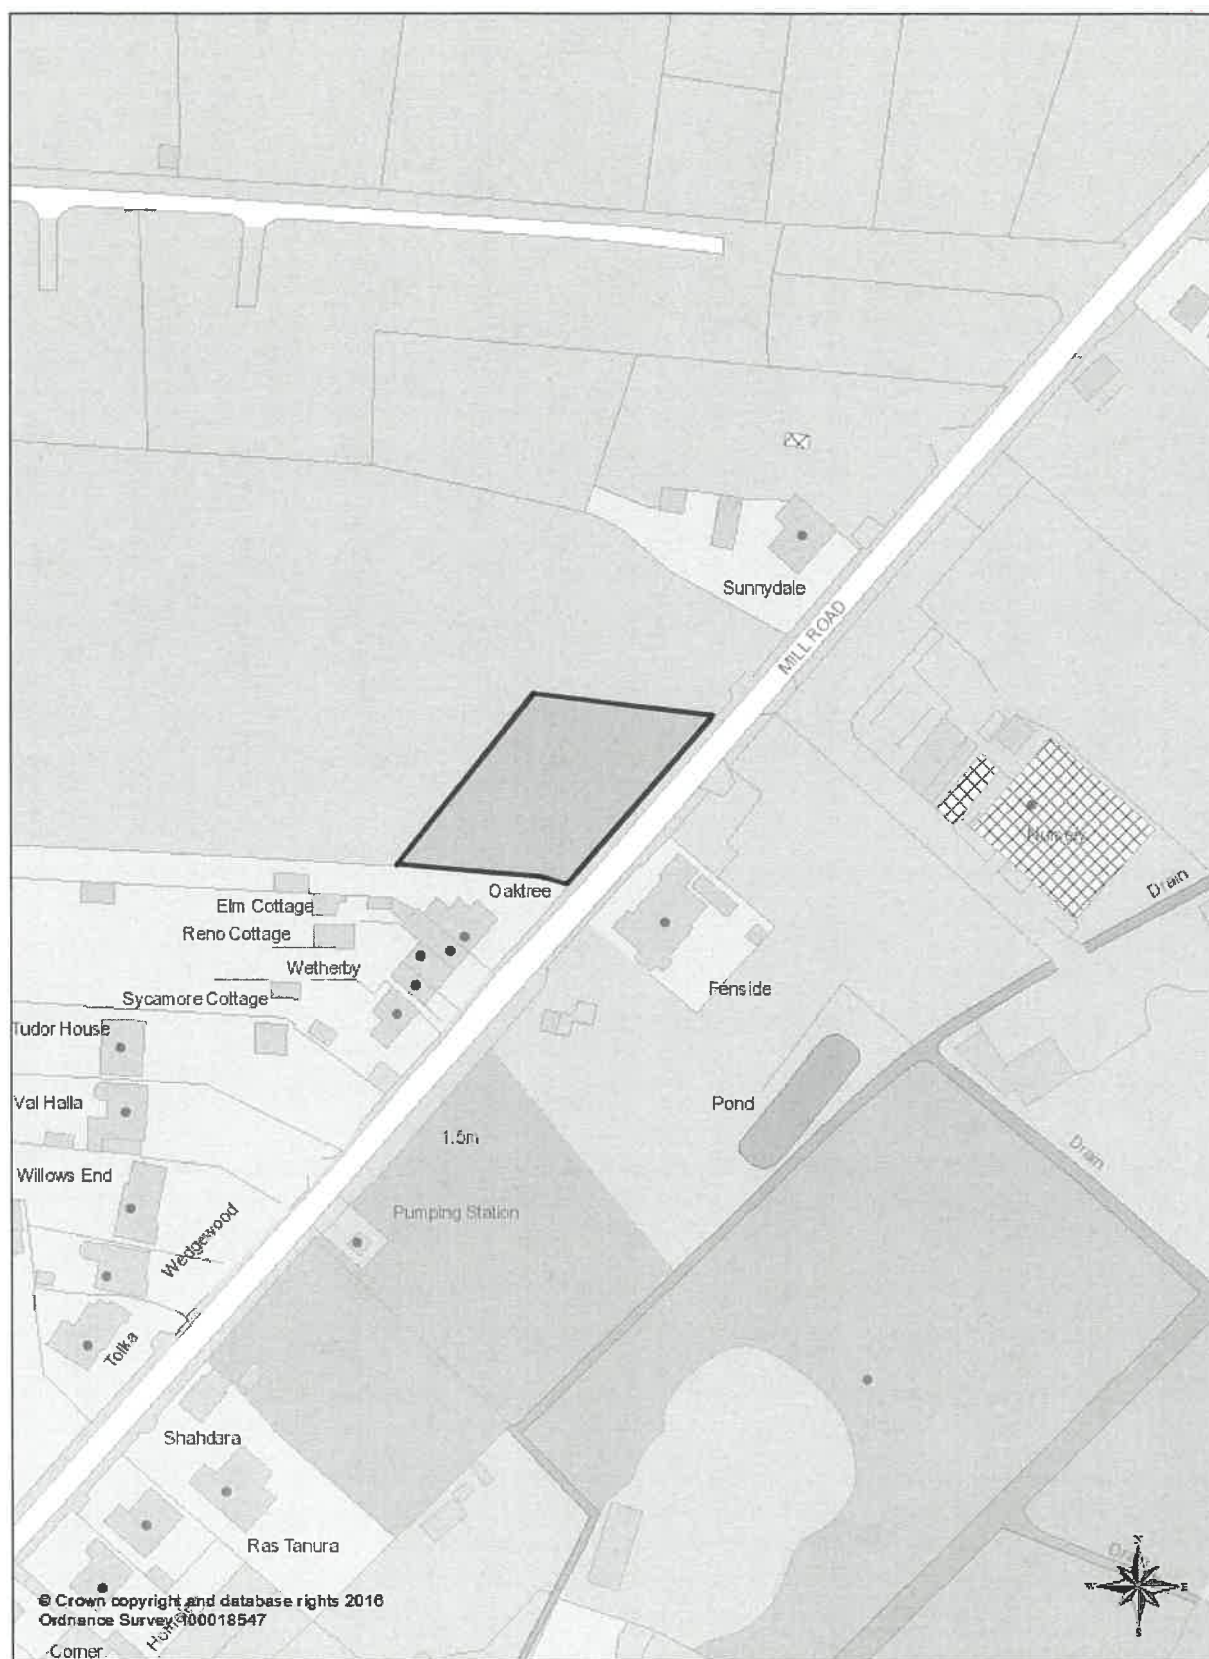 Sunnydale
MILL ROAD
Nursery
Drain
Oaktree
Elm Cottage
Reno Cottage
Wetherby
Sycamore Cottage
Fenside
Tudor House
Val Halla
Pond
1.5m
Drain
Willows End
Pumping Station
Wedgewood
Tolka
Shahdara
Ras Tanura
Drain
N
W E
S
© Crown copyright and database rights 2016
Ordnance Survey 100018547
Corner